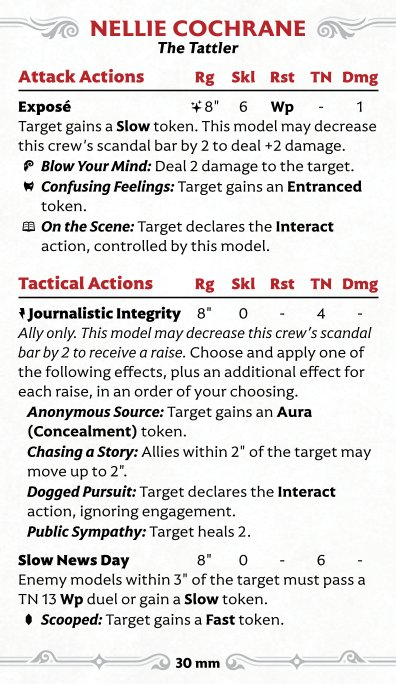 NELLIE COCHRANE
The Tattler
Attack Actions Rg Skl Rst TN Dmg
Exposé 8" 6 Wp - 1
Target gains a Slow token. This model may decrease
this crew's scandal bar by 2 to deal +2 damage.
Blow Your Mind: Deal 2 damage to the target.
Confusing Feelings: Target gains an Entranced
token.
On the Scene: Target declares the Interact
action, controlled by this model.
Tactical Actions Rg Skl Rst TN Dmg
Journalistic Integrity 8" 0 - 4 -
Ally only. This model may decrease this crew's scandal
bar by 2 to receive a raise. Choose and apply one of
the following effects, plus an additional effect for
each raise, in an order of your choosing.
Anonymous Source: Target gains an Aura
(Concealment) token.
Chasing a Story: Allies within 2" of the target may
move up to 2".
Dogged Pursuit: Target declares the Interact
action, ignoring engagement.
Public Sympathy: Target heals 2.
Slow News Day 8" 0 - 6 -
Enemy models within 3" of the target must pass a
TN 13 Wp duel or gain a Slow token.
Scooped: Target gains a Fast token.
30 mm